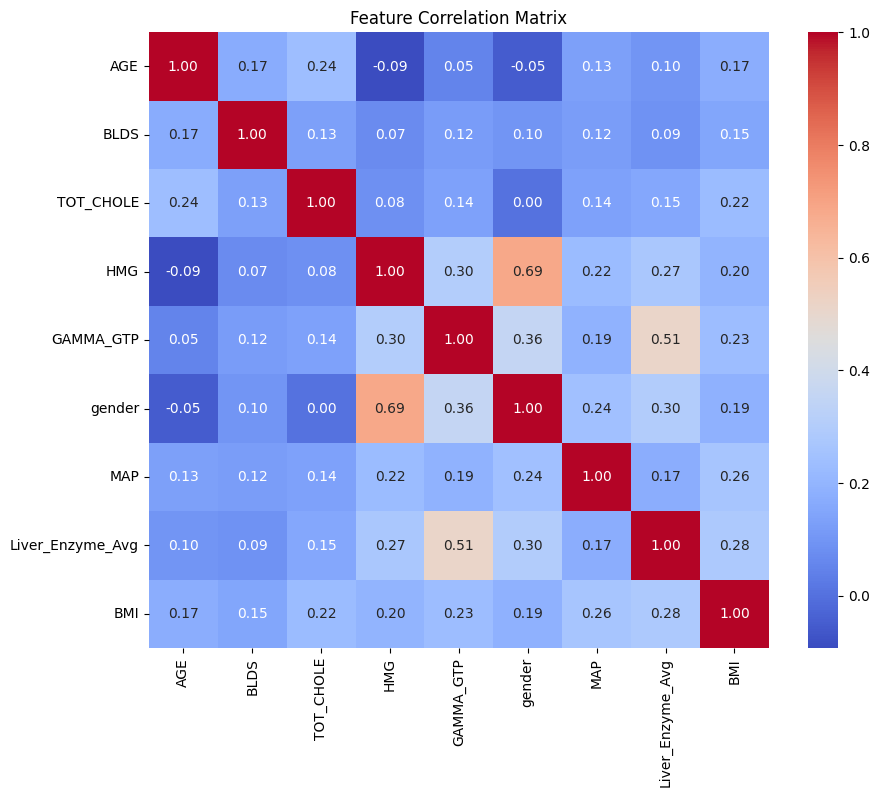 Feature Correlation Matrix
AGE 1.00 0.17 0.24 -0.09 0.05 -0.05 0.13 0.10 0.17
BLDS 0.17 1.00 0.13 0.07 0.12 0.10 0.12 0.09 0.15
TOT_CHOLE 0.24 0.13 1.00 0.08 0.14 0.00 0.14 0.15 0.22
HMG -0.09 0.07 0.08 1.00 0.30 0.69 0.22 0.27 0.20
GAMMA_GTP 0.05 0.12 0.14 0.30 1.00 0.36 0.19 0.51 0.23
gender -0.05 0.10 0.00 0.69 0.36 1.00 0.24 0.30 0.19
MAP 0.13 0.12 0.14 0.22 0.19 0.24 1.00 0.17 0.26
Liver_Enzyme_Avg 0.10 0.09 0.15 0.27 0.51 0.30 0.17 1.00 0.28
BMI 0.17 0.15 0.22 0.20 0.23 0.19 0.26 0.28 1.00
AGE BLDS TOT_CHOLE HMG GAMMA_GTP gender MAP Liver_Enzyme_Avg BMI
1.0
0.8
0.6
0.4
0.2
0.0